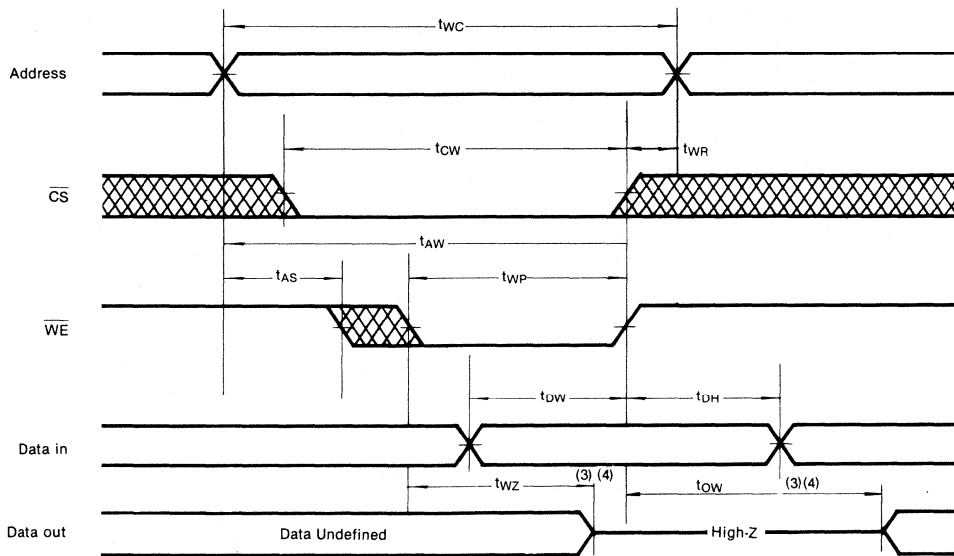 tWC
Address
tCW
tWR
CS
tAW
tAS
tWP
WE
tDW
tDH
Data in
tWZ
(3) (4)
tOW
(3)(4)
Data out
Data Undefined
High-Z